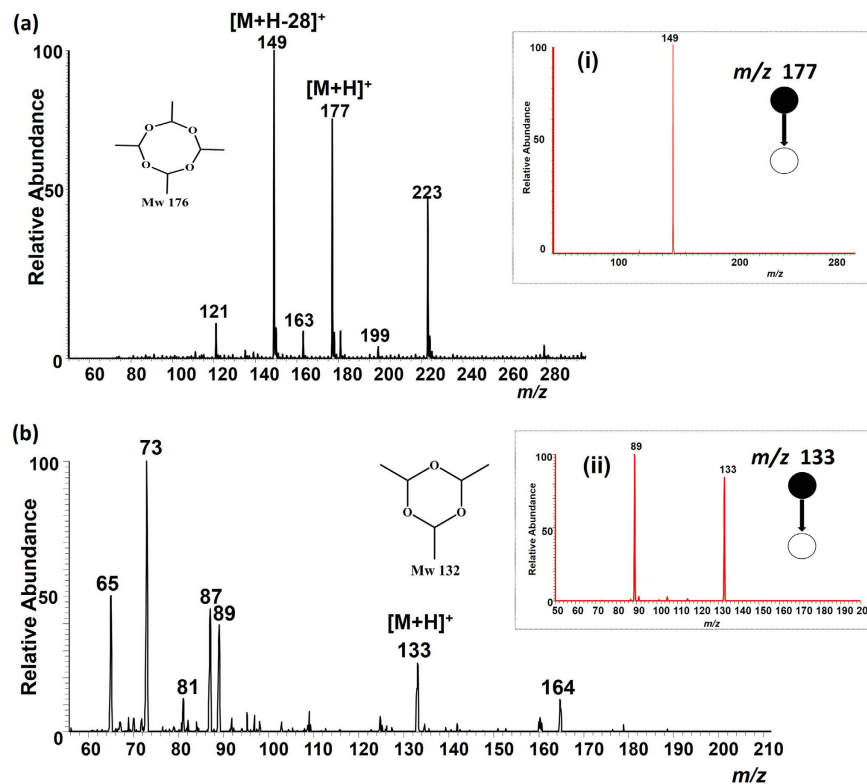 (a)
[M+H-28]⁺
149
[M+H]⁺
177
223
121
163
199
Relative Abundance
100
50
0
60 80 100 120 140 160 180 200 220 240 260 280
m/z
O
O
O
O
Mw 176
(i)
149
m/z 177
Relative Abundance
100
50
0
100 200 280
m/z
(b)
73
65
87
89
81
[M+H]⁺
133
164
Relative Abundance
100
50
0
60 70 80 90 100 110 120 130 140 150 160 170 180 190 200 210
m/z
O
O
O
Mw 132
(ii)
89
133
m/z 133
Relative Abundance
100
50
0
50 60 70 80 90 100 110 120 130 140 150 160 170 180 190 20
m/z